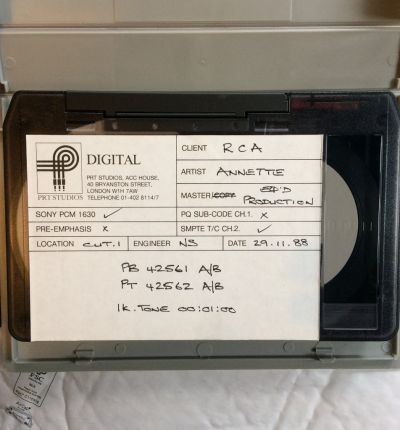 DIGITAL
PRT STUDIOS, ACC HOUSE,
40 BRYANSTON STREET,
LONDON W1H 7AW
TELEPHONE 01-402 8114/7
PRT STUDIOS
CLIENT RCA
ARTIST ANNETTE
MASTER/COPY EQ'D
PRODUCTION
SONY PCM 1630 ✓
PQ SUB-CODE CH.1. x
PRE-EMPHASIS x
SMPTE T/C CH.2. ✓
LOCATION CUT.1 ENGINEER NS DATE 29.11.88
PB 42561 A/B
PT 42562 A/B
1K.TONE 00:01:00